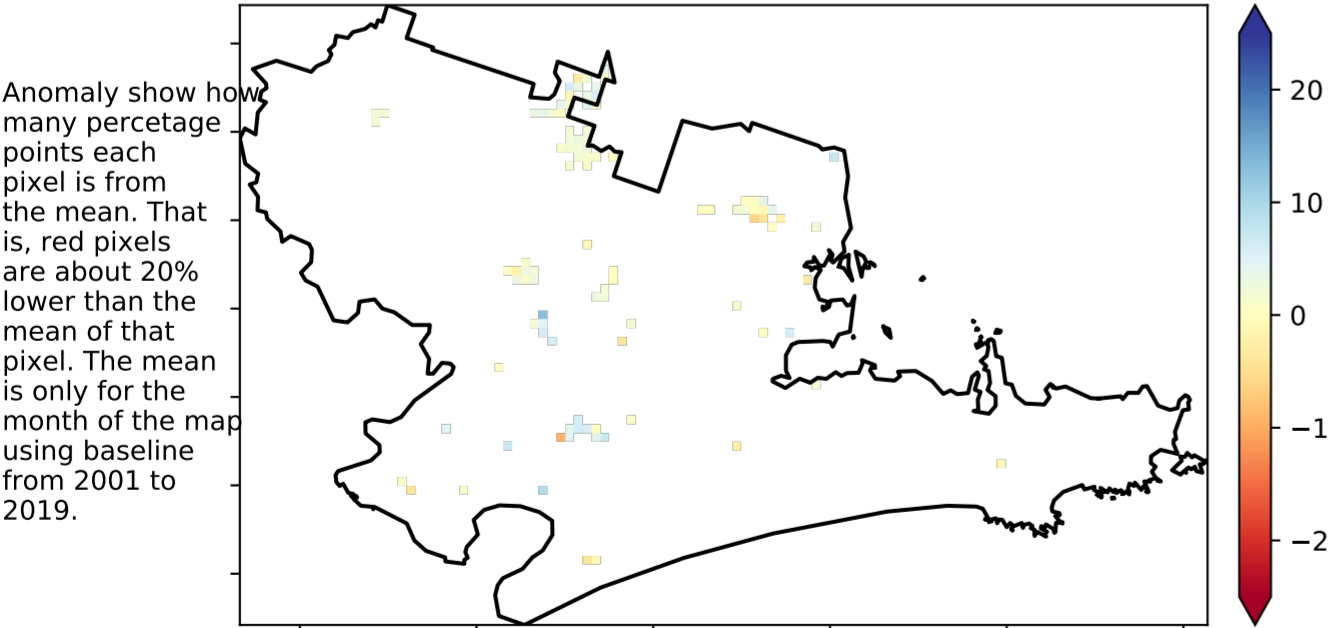 Anomaly show how
many percetage
points each
pixel is from
the mean. That
is, red pixels
are about 20%
lower than the
mean of that
pixel. The mean
is only for the
month of the map
using baseline
from 2001 to
2019.
20
10
0
−1
−2